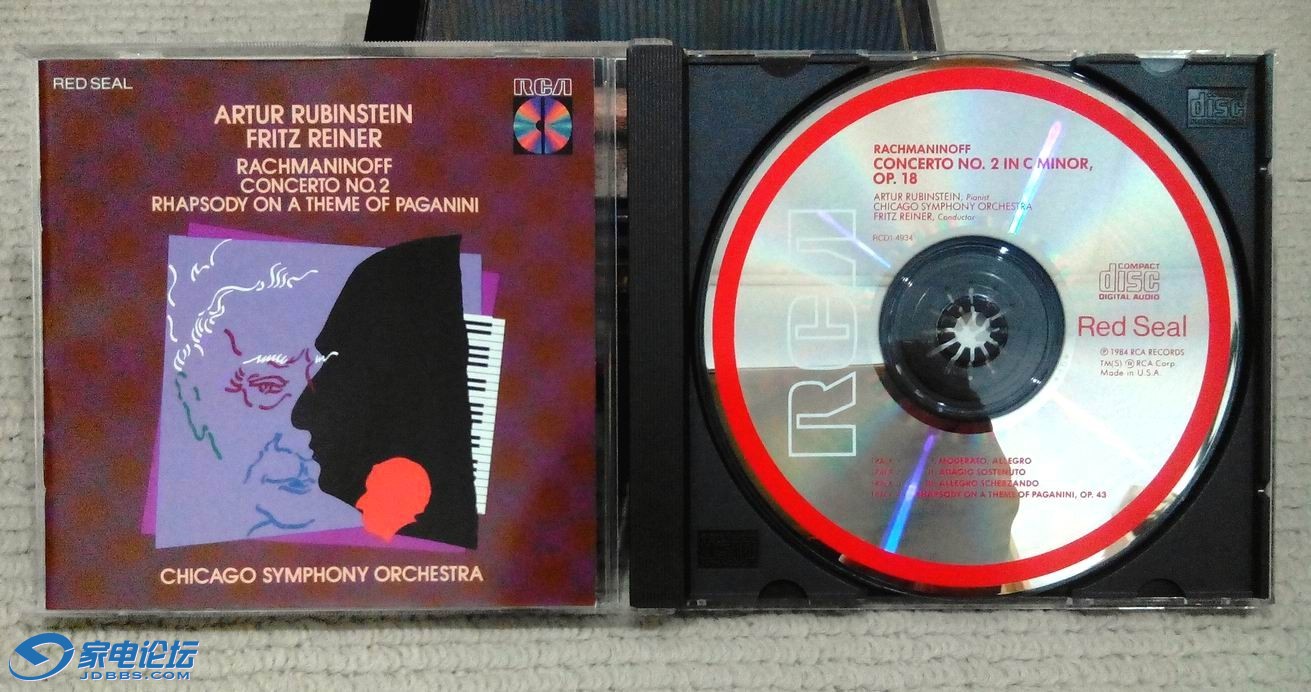 RED SEAL
RCA
ARTUR RUBINSTEIN
FRITZ REINER
RACHMANINOFF
CONCERTO NO. 2
RHAPSODY ON A THEME OF PAGANINI
CHICAGO SYMPHONY ORCHESTRA
disc
RACHMANINOFF
CONCERTO NO. 2 IN C MINOR,
OP. 18
ARTUR RUBINSTEIN, Pianist
CHICAGO SYMPHONY ORCHESTRA
FRITZ REINER, Conductor
RCD1-4934
RCA
COMPACT
disc
DIGITAL AUDIO
Red Seal
℗ 1984 RCA RECORDS
TM(S) ® RCA Corp.
Made in U.S.A.
MODERATO, ALLEGRO
II. ADAGIO SOSTENUTO
III. ALLEGRO SCHERZANDO
RHAPSODY ON A THEME OF PAGANINI, OP. 43
家电论坛
JDBBS.COM